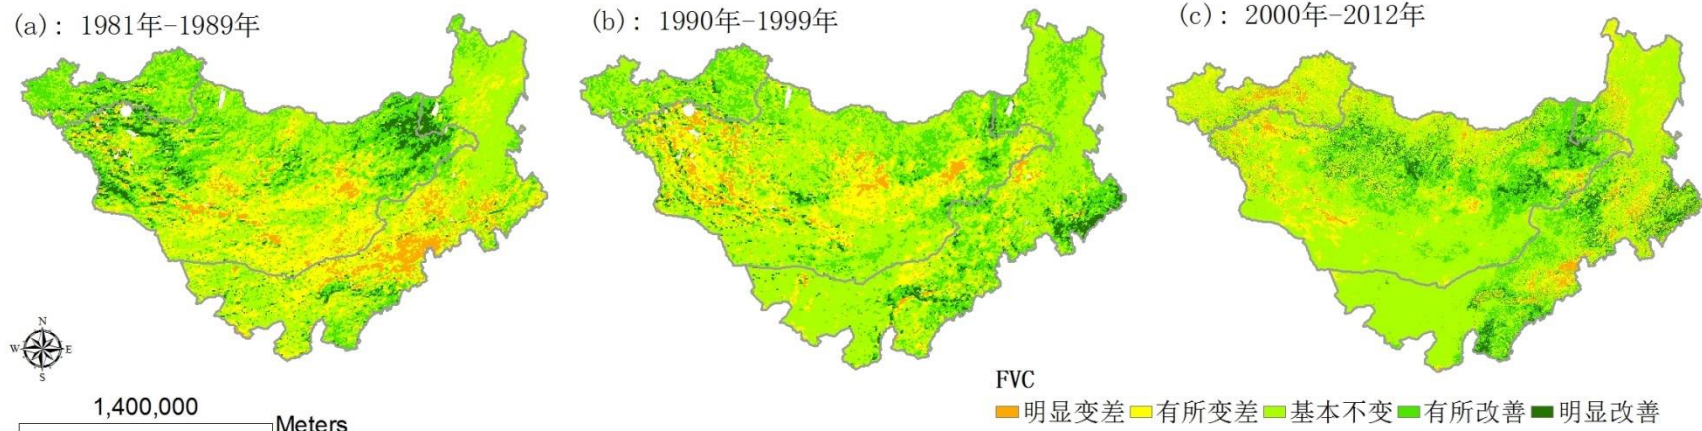 (a): 1981年-1989年
(b): 1990年-1999年
(c): 2000年-2012年
N
W E
S
1,400,000
Meters
FVC
明显变差 有所变差 基本不变 有所改善 明显改善